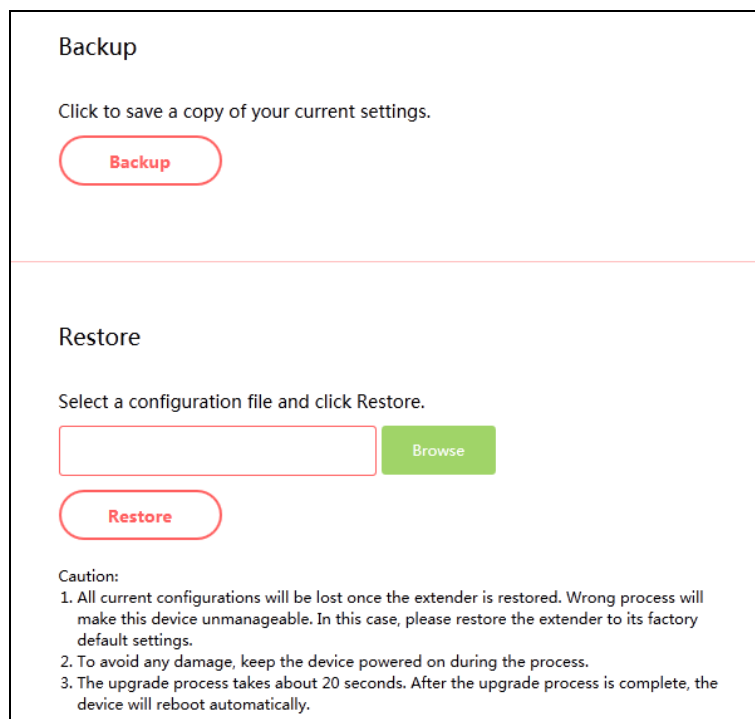 Backup
Click to save a copy of your current settings.
Backup
Restore
Select a configuration file and click Restore.
Browse
Restore
Caution:
1. All current configurations will be lost once the extender is restored. Wrong process will
make this device unmanageable. In this case, please restore the extender to its factory
default settings.
2. To avoid any damage, keep the device powered on during the process.
3. The upgrade process takes about 20 seconds. After the upgrade process is complete, the
device will reboot automatically.